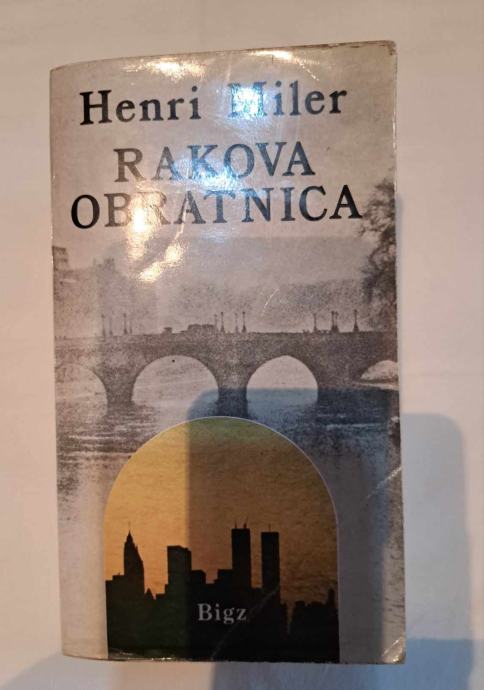 Henri Miler
RAKOVA
OBRATNICA
Bigz